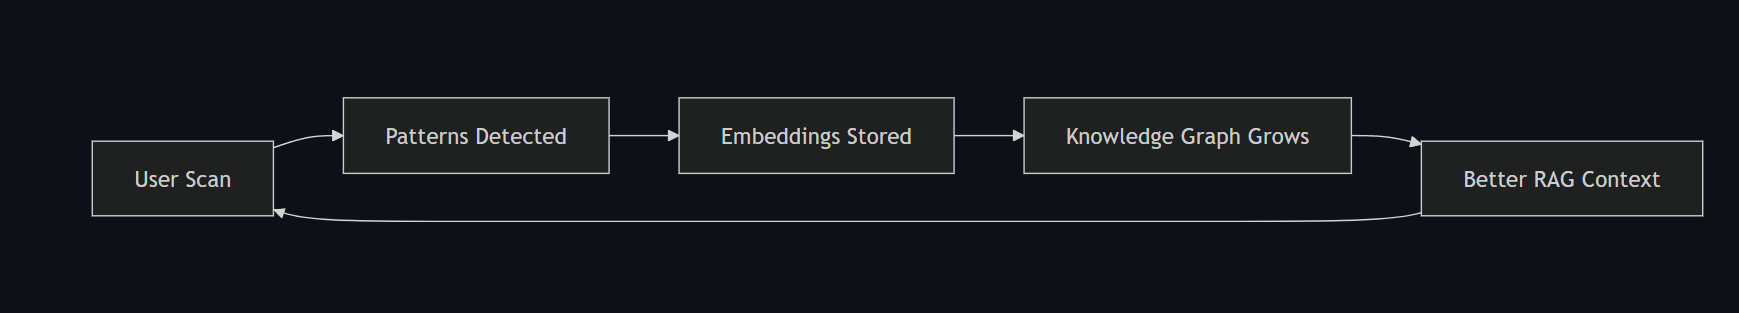 User Scan
Patterns Detected
Embeddings Stored
Knowledge Graph Grows
Better RAG Context